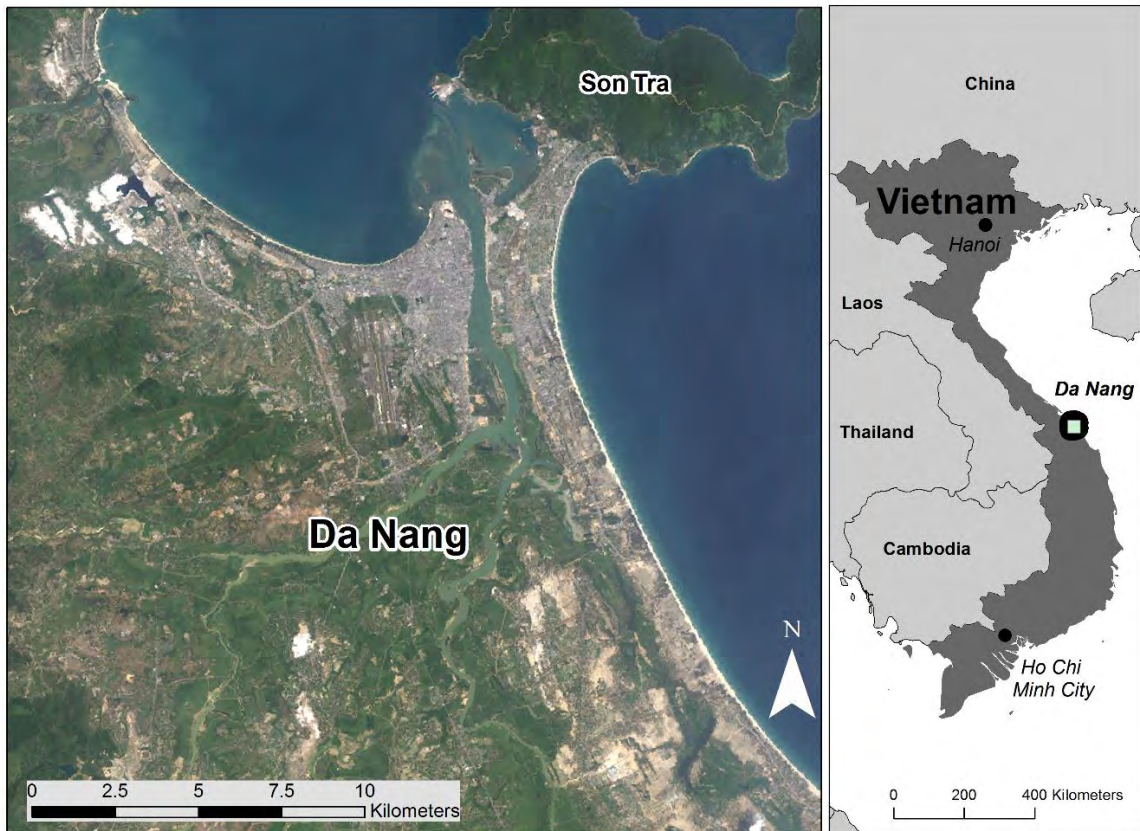 Son Tra
Da Nang
N
0 2.5 5 7.5 10
Kilometers
China
Vietnam
Hanoi
Laos
Da Nang
Thailand
Cambodia
Ho Chi
Minh City
0 200 400 Kilometers